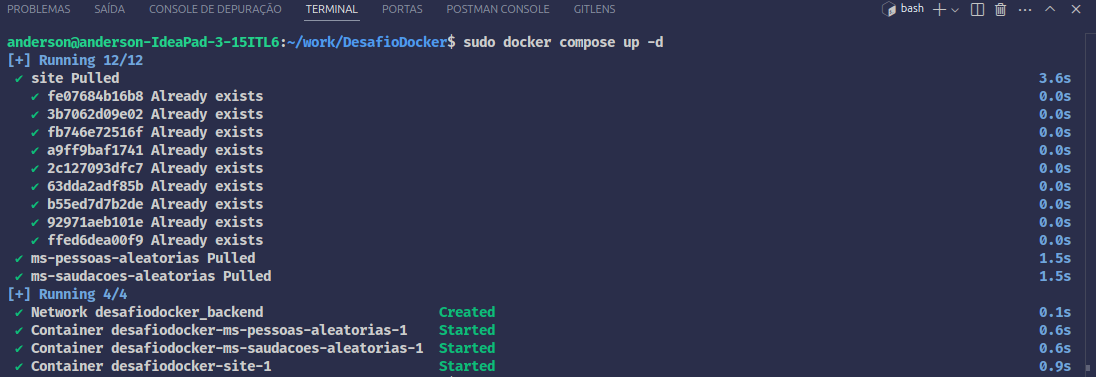 PROBLEMAS SAÍDA CONSOLE DE DEPURAÇÃO TERMINAL PORTAS POSTMAN CONSOLE GITLENS bash
anderson@anderson-IdeaPad-3-15ITL6:~/work/DesafioDocker$ sudo docker compose up -d
[+] Running 12/12
✔ site Pulled 3.6s
✔ fe07684b16b8 Already exists 0.0s
✔ 3b7062d09e02 Already exists 0.0s
✔ fb746e72516f Already exists 0.0s
✔ a9ff9baf1741 Already exists 0.0s
✔ 2c127093dfc7 Already exists 0.0s
✔ 63dda2adf85b Already exists 0.0s
✔ b55ed7d7b2de Already exists 0.0s
✔ 92971aeb101e Already exists 0.0s
✔ ffed6dea00f9 Already exists 0.0s
✔ ms-pessoas-aleatorias Pulled 1.5s
✔ ms-saudacoes-aleatorias Pulled 1.5s
[+] Running 4/4
✔ Network desafiodocker_backend Created 0.1s
✔ Container desafiodocker-ms-pessoas-aleatorias-1 Started 0.6s
✔ Container desafiodocker-ms-saudacoes-aleatorias-1 Started 0.6s
✔ Container desafiodocker-site-1 Started 0.9s